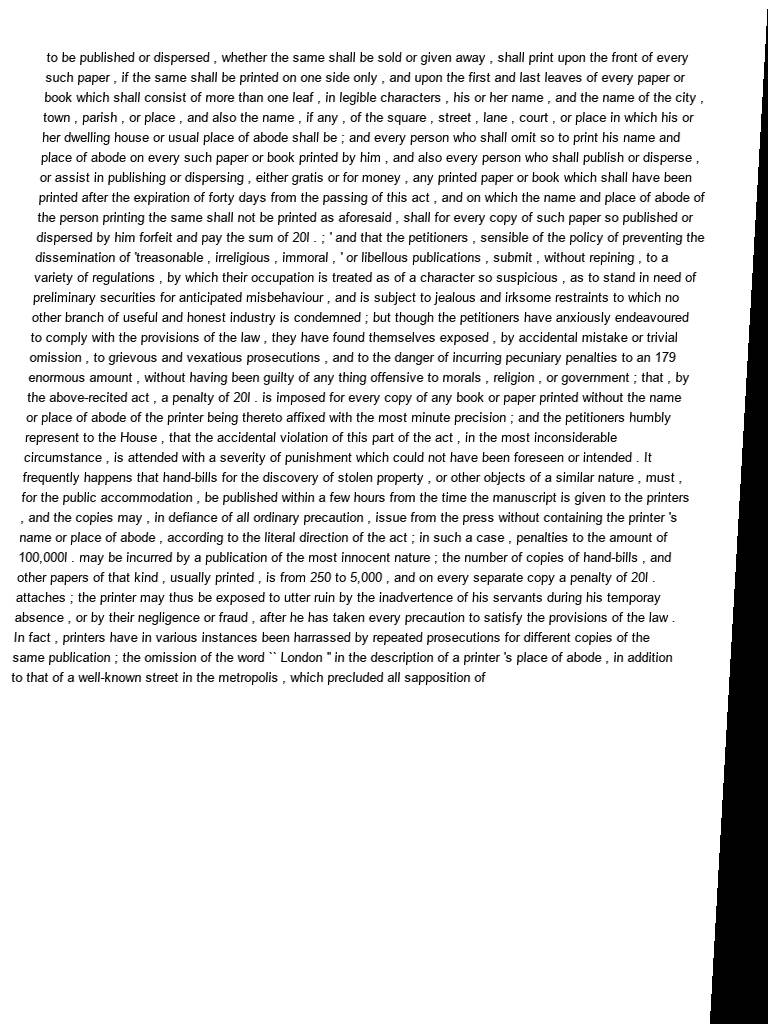 to be published or dispersed , whether the same shall be sold or given away , shall print upon the front of every
such paper , if the same shall be printed on one side only , and upon the first and last leaves of every paper or
book which shall consist of more than one leaf , in legible characters , his or her name , and the name of the city ,
town , parish , or place , and also the name , if any , of the square , street , lane , court , or place in which his or
her dwelling house or usual place of abode shall be ; and every person who shall omit so to print his name and
place of abode on every such paper or book printed by him , and also every person who shall publish or disperse ,
or assist in publishing or dispersing , either gratis or for money , any printed paper or book which shall have been
printed after the expiration of forty days from the passing of this act , and on which the name and place of abode of
the person printing the same shall not be printed as aforesaid , shall for every copy of such paper so published or
dispersed by him forfeit and pay the sum of 20l . ; ' and that the petitioners , sensible of the policy of preventing the
dissemination of 'treasonable , irreligious , immoral , ' or libellous publications , submit , without repining , to a
variety of regulations , by which their occupation is treated as of a character so suspicious , as to stand in need of
preliminary securities for anticipated misbehaviour , and is subject to jealous and irksome restraints to which no
other branch of useful and honest industry is condemned ; but though the petitioners have anxiously endeavoured
to comply with the provisions of the law , they have found themselves exposed , by accidental mistake or trivial
omission , to grievous and vexatious prosecutions , and to the danger of incurring pecuniary penalties to an 179
enormous amount , without having been guilty of any thing offensive to morals , religion , or government ; that , by
the above-recited act , a penalty of 20l . is imposed for every copy of any book or paper printed without the name
or place of abode of the printer being thereto affixed with the most minute precision ; and the petitioners humbly
represent to the House , that the accidental violation of this part of the act , in the most inconsiderable
circumstance , is attended with a severity of punishment which could not have been foreseen or intended . It
frequently happens that hand-bills for the discovery of stolen property , or other objects of a similar nature , must ,
for the public accommodation , be published within a few hours from the time the manuscript is given to the printers
, and the copies may , in defiance of all ordinary precaution , issue from the press without containing the printer 's
name or place of abode , according to the literal direction of the act ; in such a case , penalties to the amount of
100,000l . may be incurred by a publication of the most innocent nature ; the number of copies of hand-bills , and
other papers of that kind , usually printed , is from 250 to 5,000 , and on every separate copy a penalty of 20l .
attaches ; the printer may thus be exposed to utter ruin by the inadvertence of his servants during his temporay
absence , or by their negligence or fraud , after he has taken every precaution to satisfy the provisions of the law .
In fact , printers have in various instances been harrassed by repeated prosecutions for different copies of the
same publication ; the omission of the word `` London '' in the description of a printer 's place of abode , in addition
to that of a well-known street in the metropolis , which precluded all sapposition of